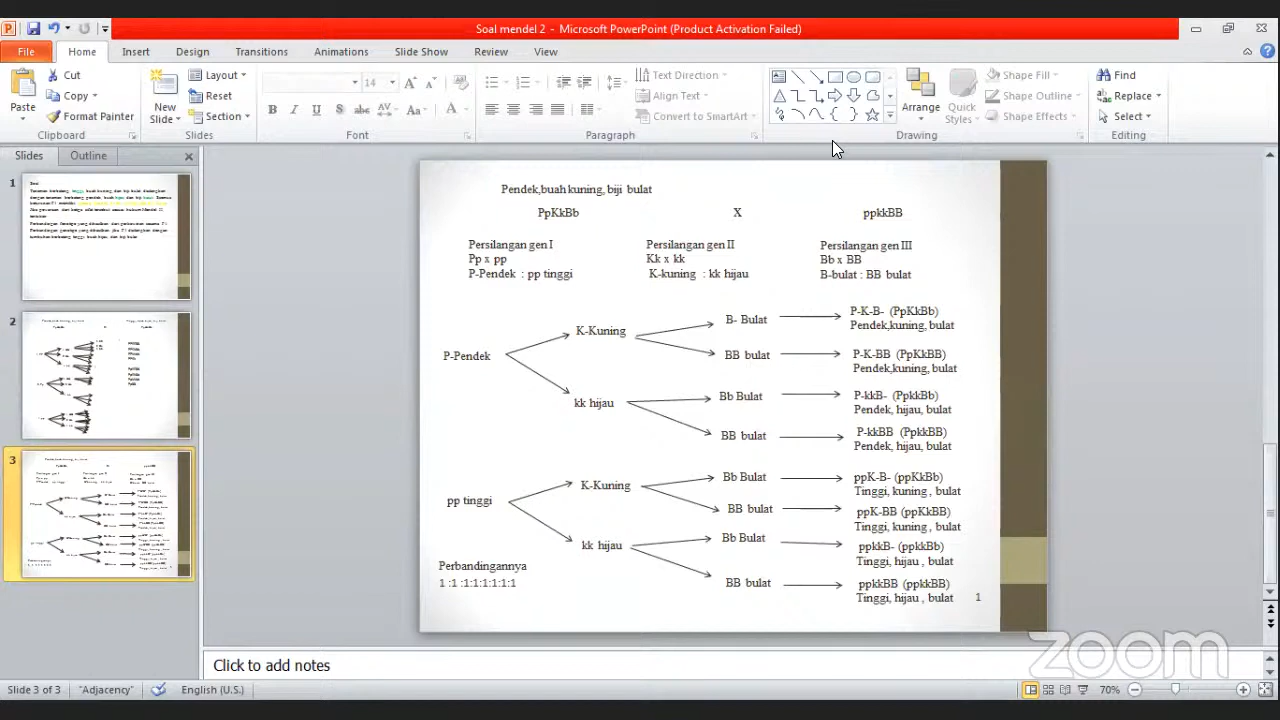 Soal mendel 2 - Microsoft PowerPoint (Product Activation Failed)
File Home Insert Design Transitions Animations Slide Show Review View
Paste
Cut
Copy
Format Painter
Clipboard
New Slide
Layout
Reset
Section
Slides
14
Font
Text Direction
Align Text
Convert to SmartArt
Paragraph
Arrange
Quick Styles
Shape Fill
Shape Outline
Shape Effects
Drawing
Find
Replace
Select
Editing
Slides Outline
1
2
3
Pendek,buah kuning, biji bulat
PpKkBb X ppkkBB
Persilangan gen I
Pp x pp
P-Pendek : pp tinggi
Persilangan gen II
Kk x kk
K-kuning : kk hijau
Persilangan gen III
Bb x BB
B-bulat : BB bulat
P-Pendek
K-Kuning
B- Bulat
P-K-B- (PpKkBb)
Pendek,kuning, bulat
BB bulat
P-K-BB (PpKkBB)
Pendek,kuning, bulat
kk hijau
Bb Bulat
P-kkB- (PpkkBb)
Pendek, hijau, bulat
BB bulat
P-kkBB (PpkkBB)
Pendek, hijau, bulat
pp tinggi
K-Kuning
Bb Bulat
ppK-B- (ppKkBb)
Tinggi, kuning , bulat
BB bulat
ppK-BB (ppKkBB)
Tinggi, kuning , bulat
kk hijau
Bb Bulat
ppkkB- (ppkkBb)
Tinggi, hijau , bulat
BB bulat
ppkkBB (ppkkBB)
Tinggi, hijau , bulat
Perbandingannya
1 :1 :1:1:1:1:1:1
1
zoom
Click to add notes
Slide 3 of 3 "Adjacency" English (U.S.) 70%